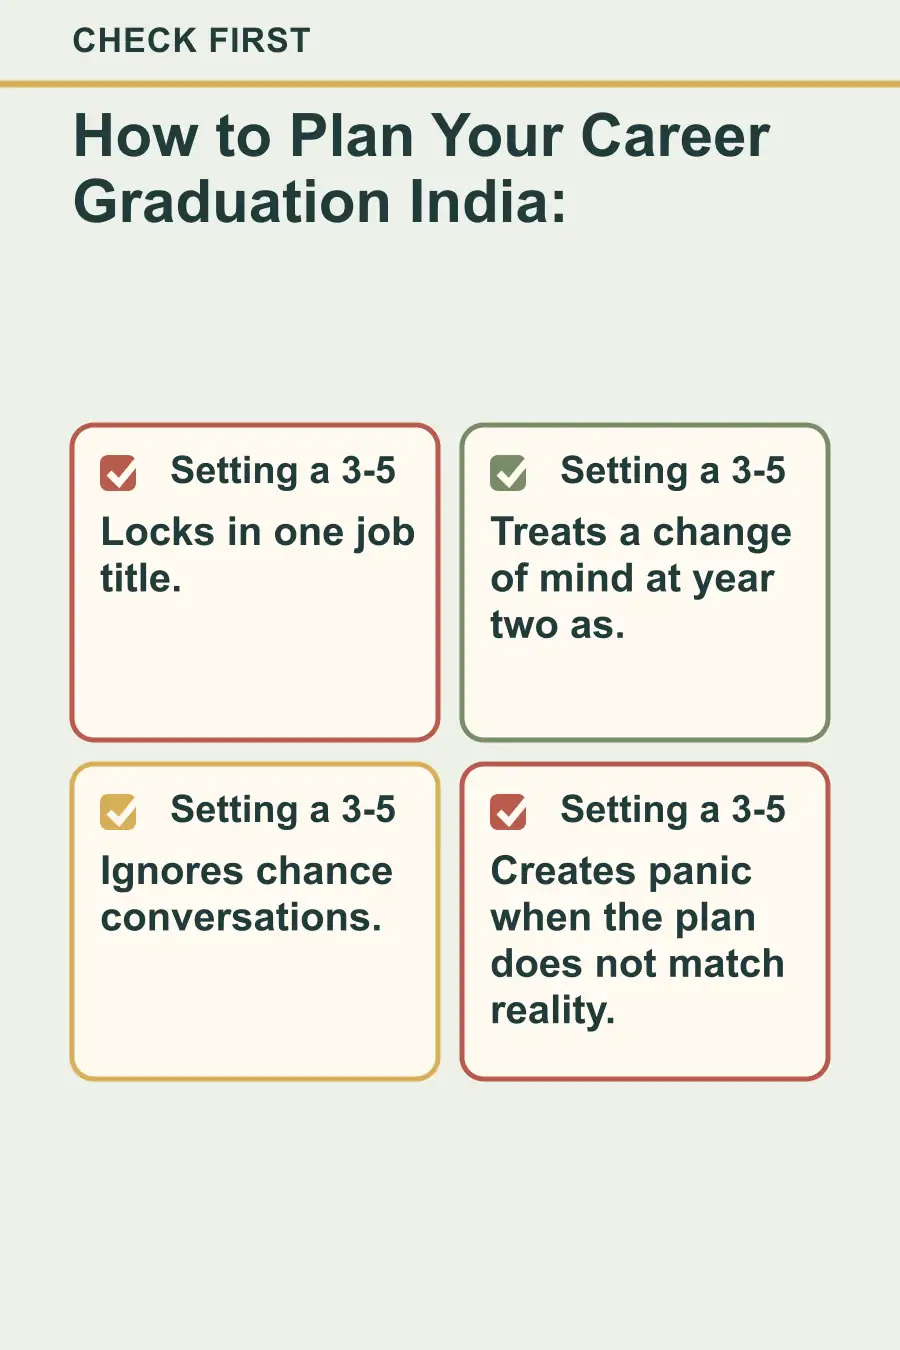 CHECK FIRST
How to Plan Your Career
Graduation India:
Setting a 3-5
Locks in one job
title.
Setting a 3-5
Treats a change
of mind at year
two as.
Setting a 3-5
Ignores chance
conversations.
Setting a 3-5
Creates panic
when the plan
does not match
reality.